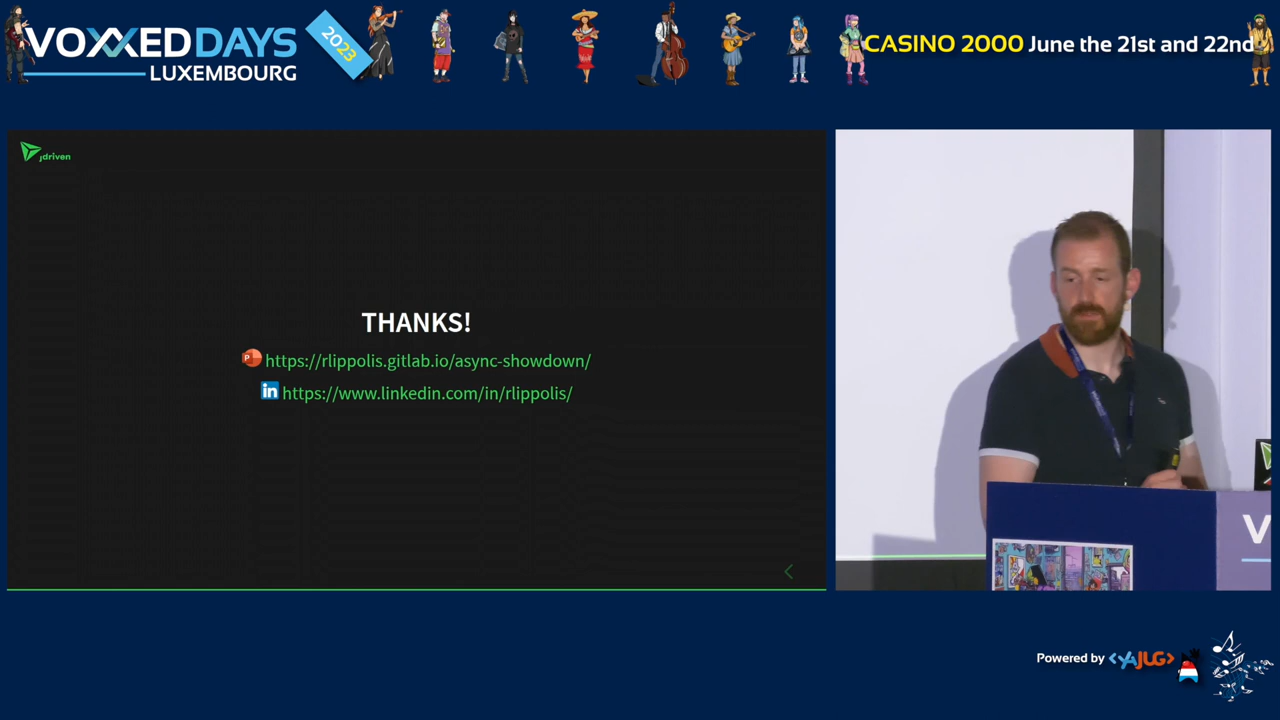 VOXXEDDAYS
LUXEMBOURG
2023
CASINO 2000 June the 21st and 22nd
jdriven
THANKS!
https://rlippolis.gitlab.io/async-showdown/
https://www.linkedin.com/in/rlippolis/
P
in
V
Powered by <YAJUG>